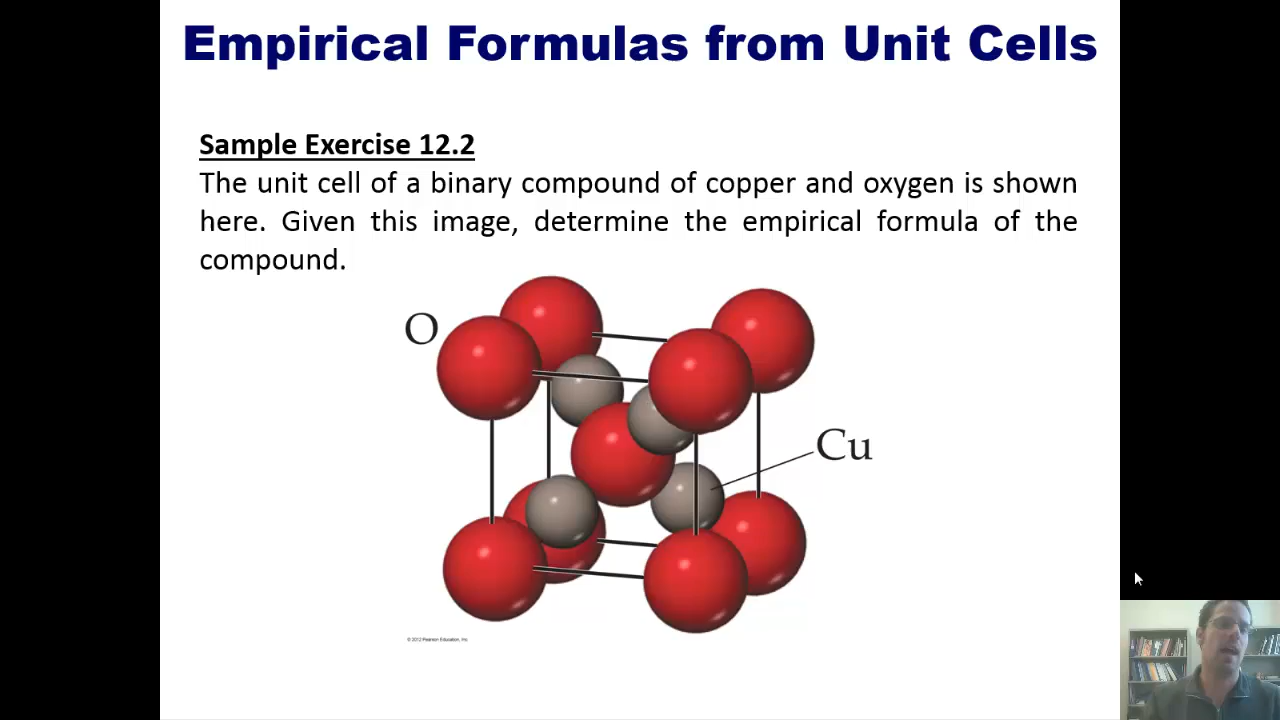 Empirical Formulas from Unit Cells
Sample Exercise 12.2
The unit cell of a binary compound of copper and oxygen is shown
here. Given this image, determine the empirical formula of the
compound.
O
Cu
© 2012 Pearson Education, Inc.